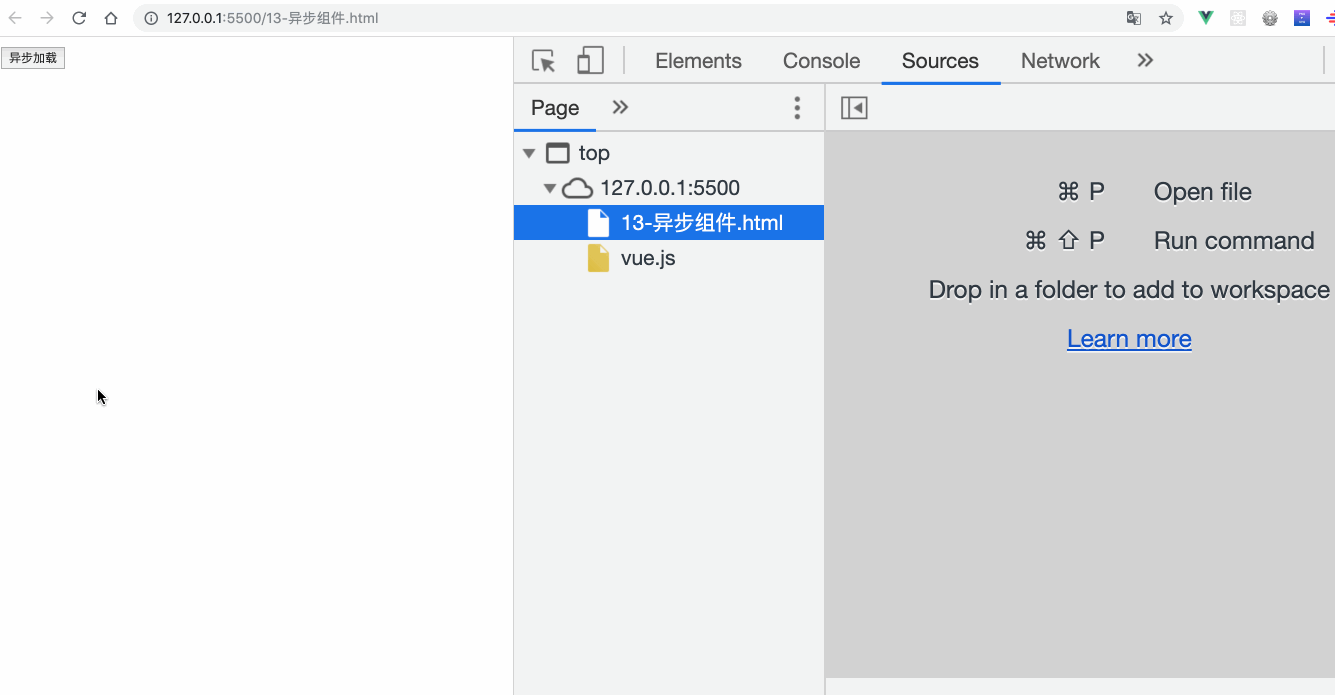 127.0.0.1:5500/13-异步组件.html
异步加载
Elements
Console
Sources
Network
Page
top
127.0.0.1:5500
13-异步组件.html
vue.js
⌘ P Open file
⌘ ⇧ P Run command
Drop in a folder to add to workspace
Learn more